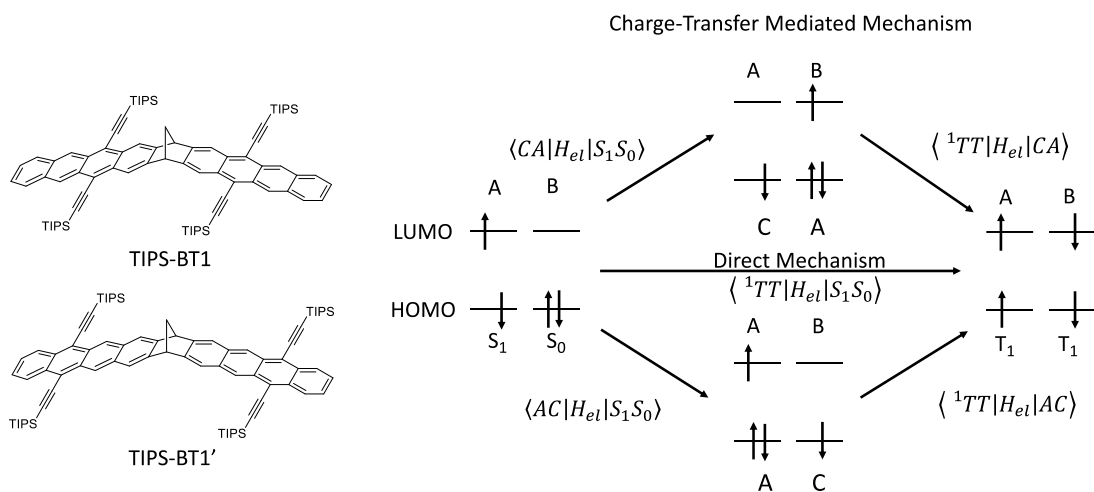 Charge-Transfer Mediated Mechanism
A B
TIPS
TIPS
⟨CA|H_el|S₁S₀⟩
⟨ ¹TT|H_el|CA⟩
A B
C A
A B
TIPS
TIPS
LUMO
TIPS-BT1
Direct Mechanism
⟨ ¹TT|H_el|S₁S₀⟩
TIPS
TIPS
HOMO
S₁ S₀
A B
T₁ T₁
⟨AC|H_el|S₁S₀⟩
⟨ ¹TT|H_el|AC⟩
TIPS
TIPS
TIPS-BT1’
A C